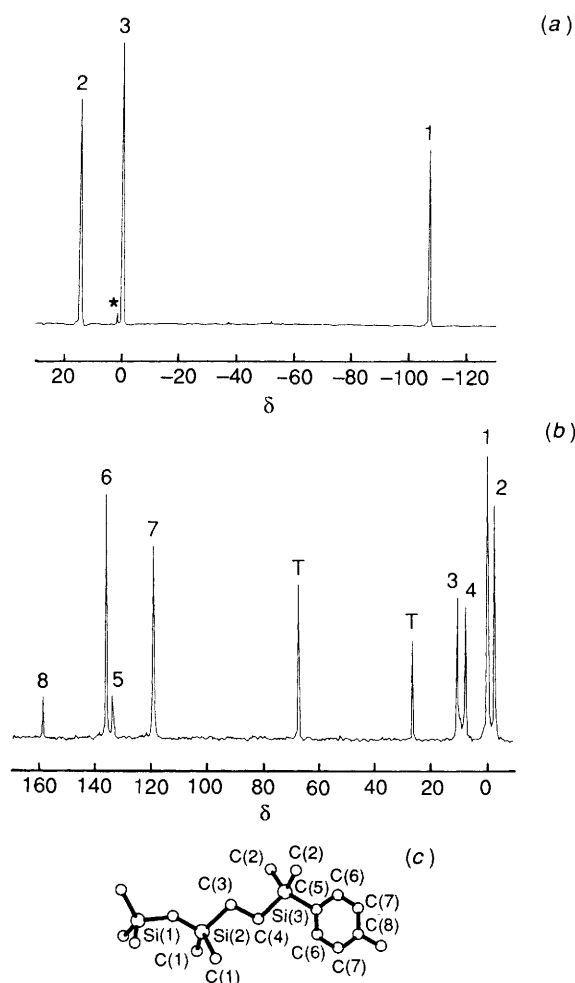 (a)
3
2
1
*
20 0 −20 −40 −60 −80 −100 −120
δ
(b)
1
6
2
7
T
T
3
4
8
5
160 140 120 100 80 60 40 20 0
δ
(c)
C(2) C(2)
C(6)
C(5)
C(3) C(7)
Si(3) C(8)
Si(1) Si(2) C(4) C(6)
C(1) C(7)
C(1)